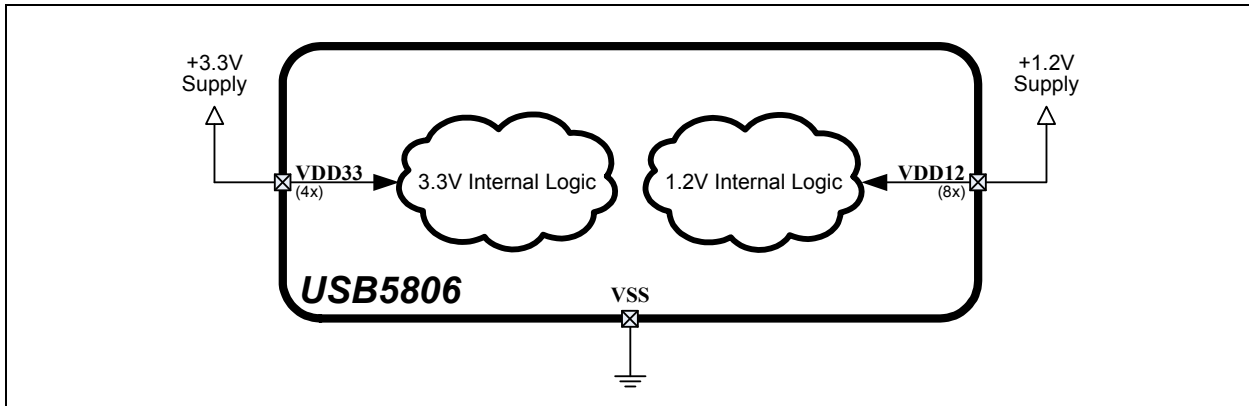 +3.3V
Supply
+1.2V
Supply
VDD33
(4x)
3.3V Internal Logic
1.2V Internal Logic
VDD12
(8x)
USB5806
VSS